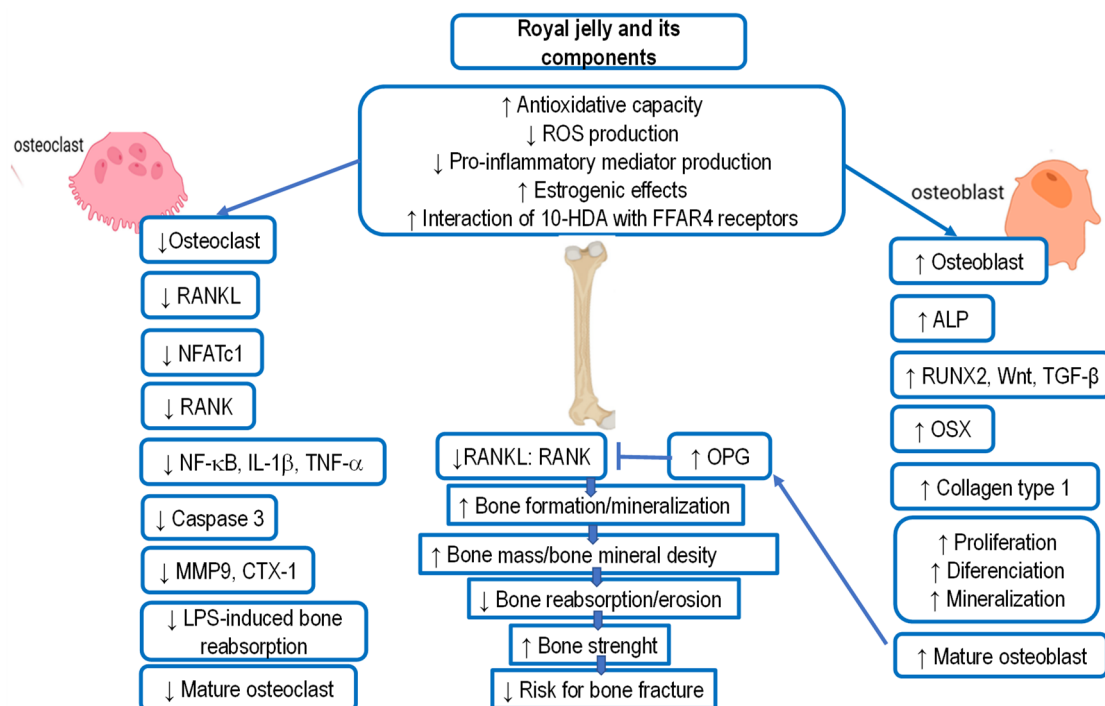 Royal jelly and its
components
↑ Antioxidative capacity
↓ ROS production
↓ Pro-inflammatory mediator production
↑ Estrogenic effects
↑ Interaction of 10-HDA with FFAR4 receptors
osteoclast
↓Osteoclast
↓ RANKL
↓ NFATc1
↓ RANK
↓ NF-κB, IL-1β, TNF-α
↓ Caspase 3
↓ MMP9, CTX-1
↓ LPS-induced bone
reabsorption
↓ Mature osteoclast
↓RANKL: RANK
↑ OPG
↑ Bone formation/mineralization
↑ Bone mass/bone mineral desity
↓ Bone reabsorption/erosion
↑ Bone strenght
↓ Risk for bone fracture
osteoblast
↑ Osteoblast
↑ ALP
↑ RUNX2, Wnt, TGF-β
↑ OSX
↑ Collagen type 1
↑ Proliferation
↑ Diferenciation
↑ Mineralization
↑ Mature osteoblast